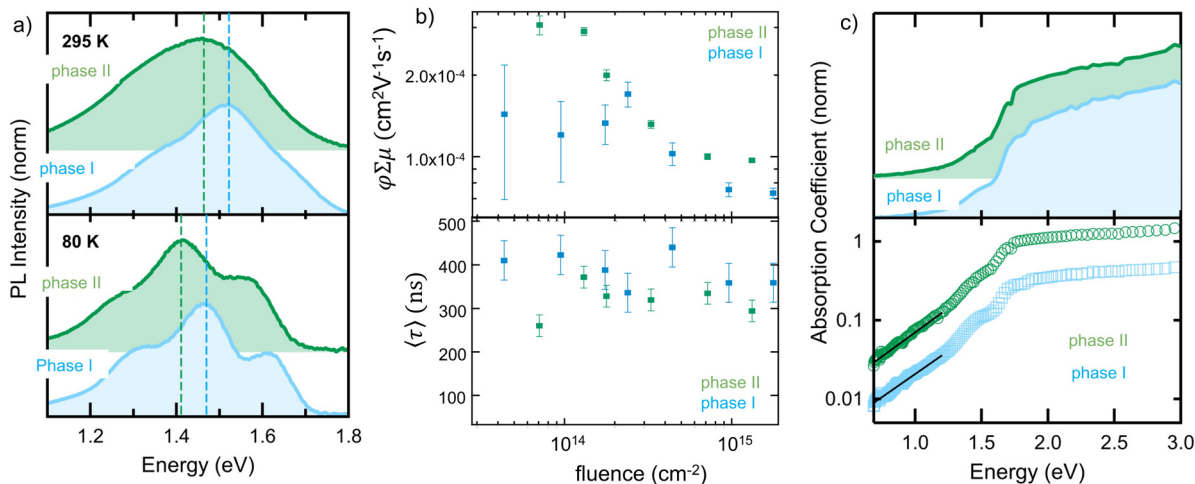 a)
295 K
phase II
phase I
80 K
phase II
Phase I
PL Intensity (norm)
1.2
1.4
1.6
1.8
Energy (eV)
b)
phase II
phase I
2.0x10⁻⁴
1.0x10⁻⁴
φΣμ (cm²V⁻¹s⁻¹)
500
400
300
200
100
⟨τ⟩ (ns)
phase II
phase I
10¹⁴
10¹⁵
fluence (cm⁻²)
c)
phase II
phase I
Absorption Coefficient (norm)
1
0.1
0.01
phase II
phase I
1.0
1.5
2.0
2.5
3.0
Energy (eV)